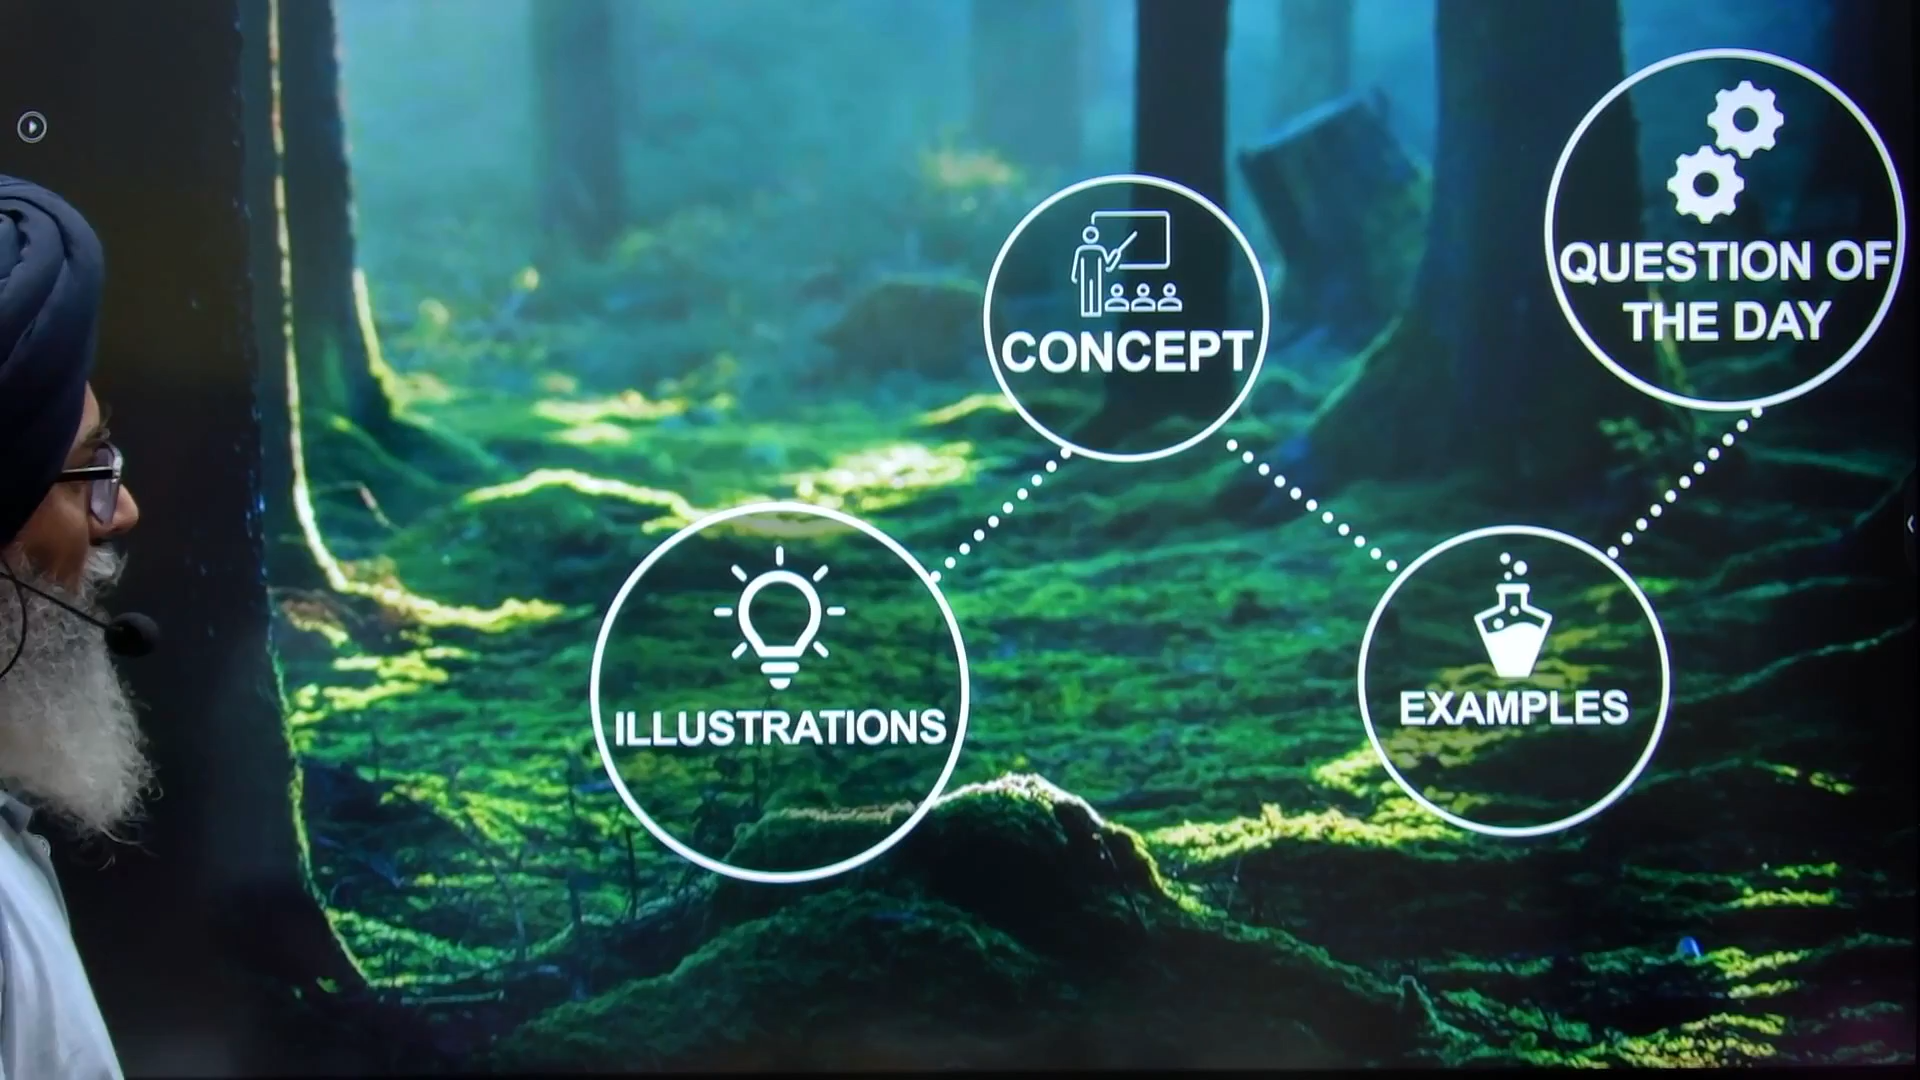 ILLUSTRATIONS
CONCEPT
EXAMPLES
QUESTION OF
THE DAY